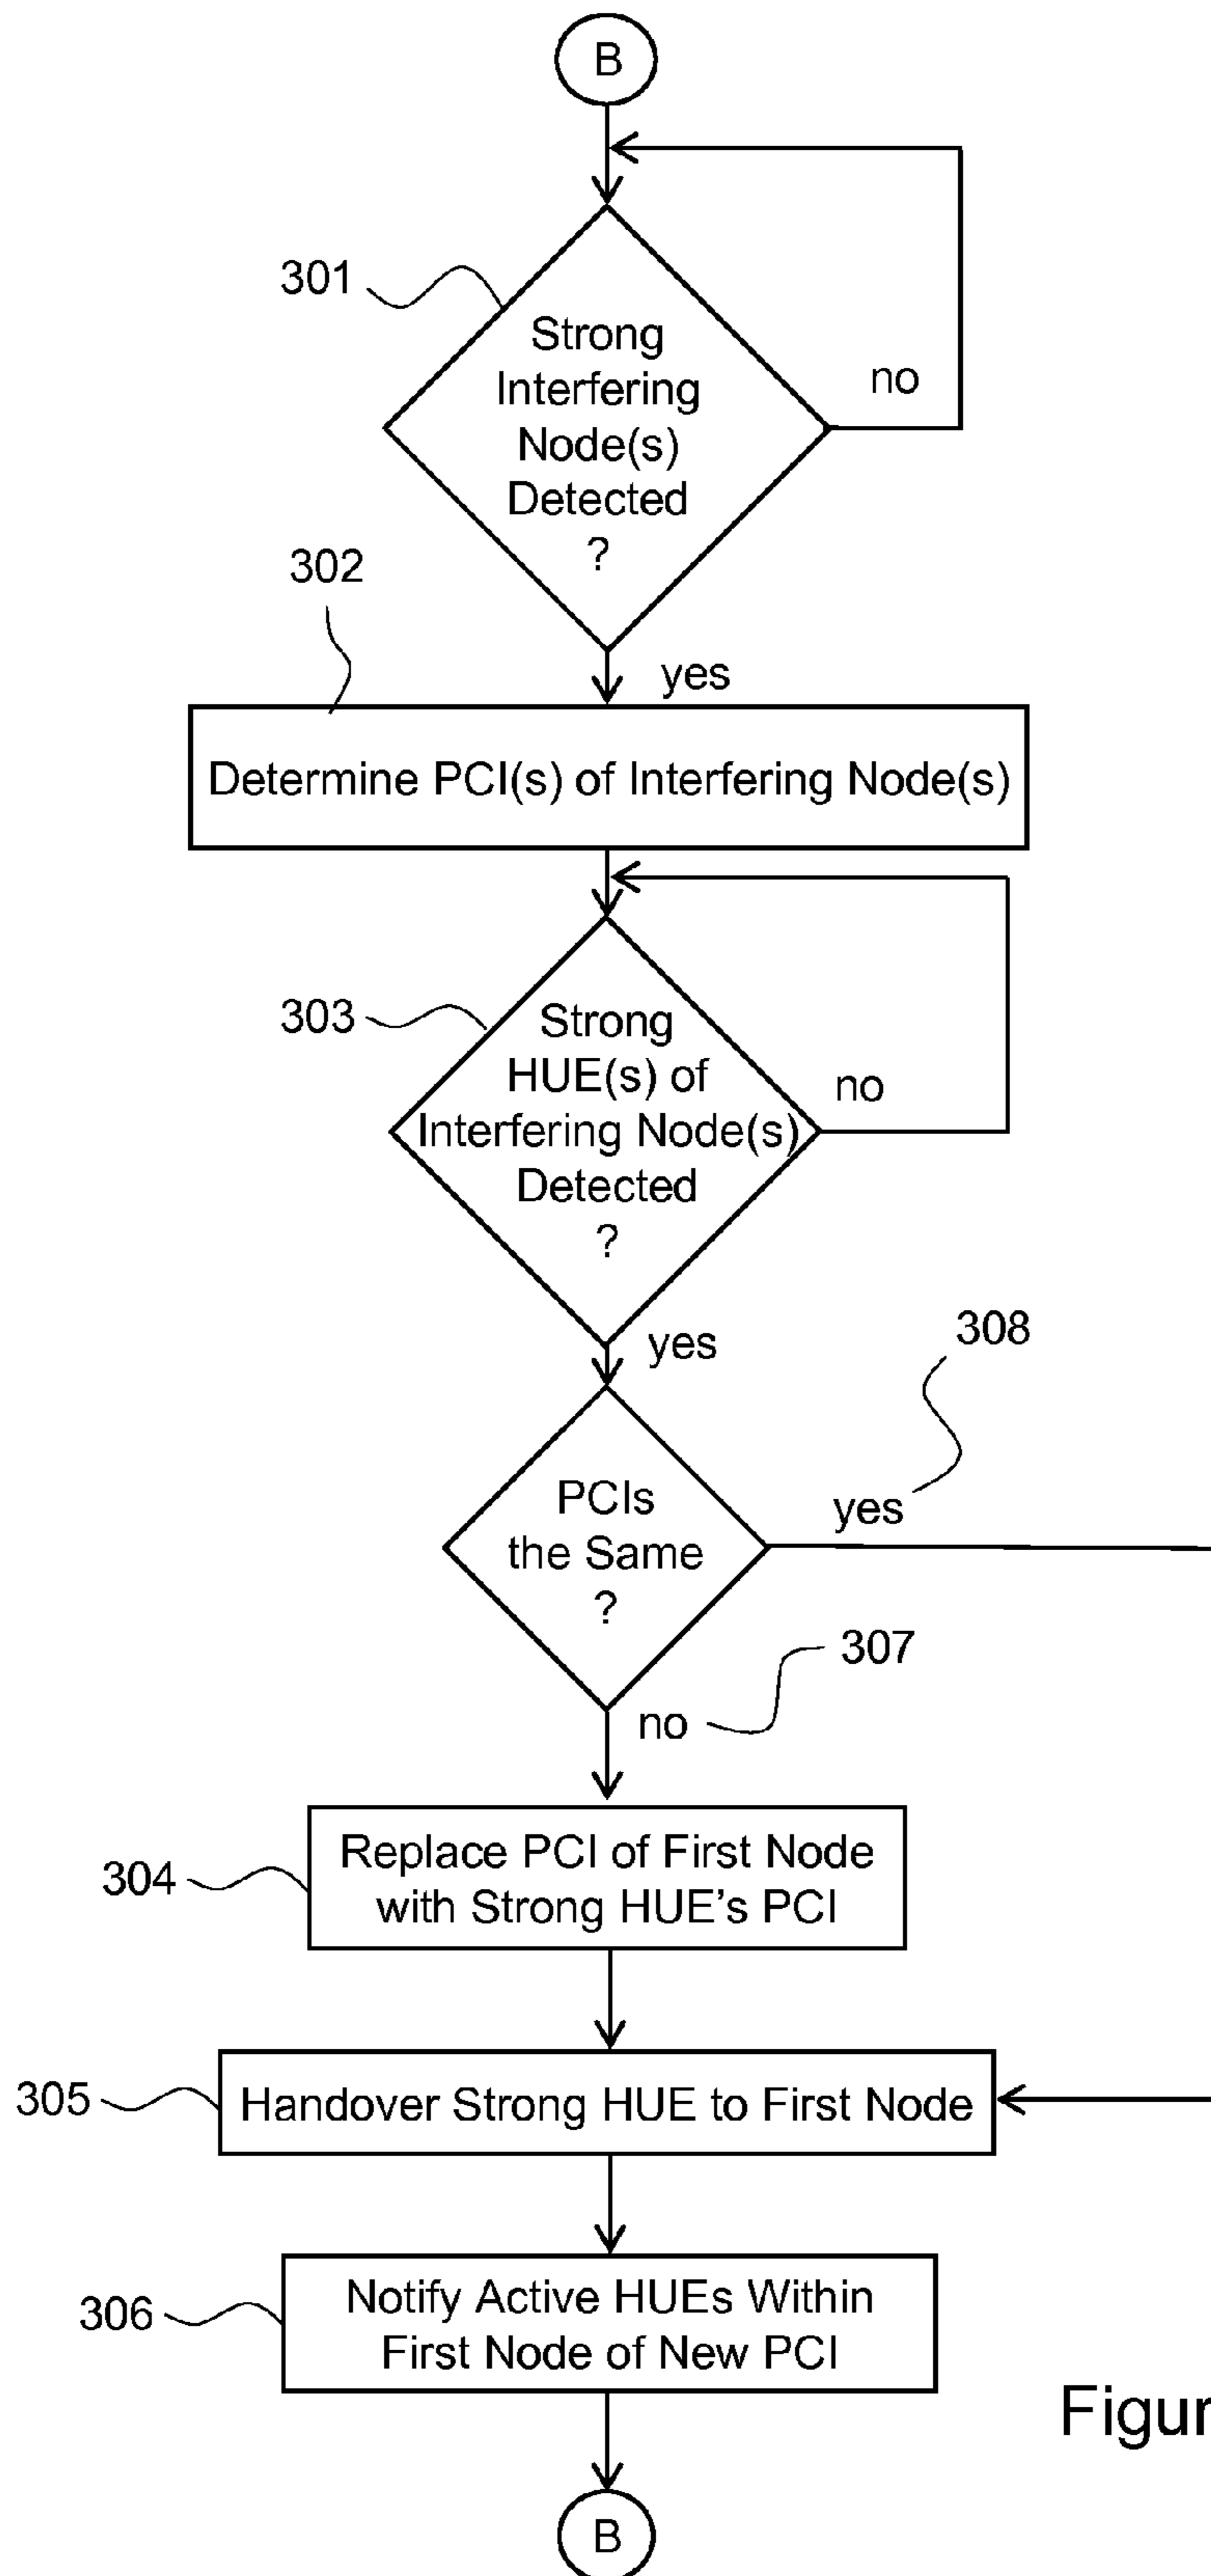 B
301
Strong
Interfering
Node(s)
Detected
?
no
302
yes
Determine PCI(s) of Interfering Node(s)
303
Strong
HUE(s) of
Interfering Node(s)
Detected
?
no
yes
308
PCIs
the Same
?
yes
307
no
304
Replace PCI of First Node
with Strong HUE's PCI
305
Handover Strong HUE to First Node
306
Notify Active HUEs Within
First Node of New PCI
Figur
B